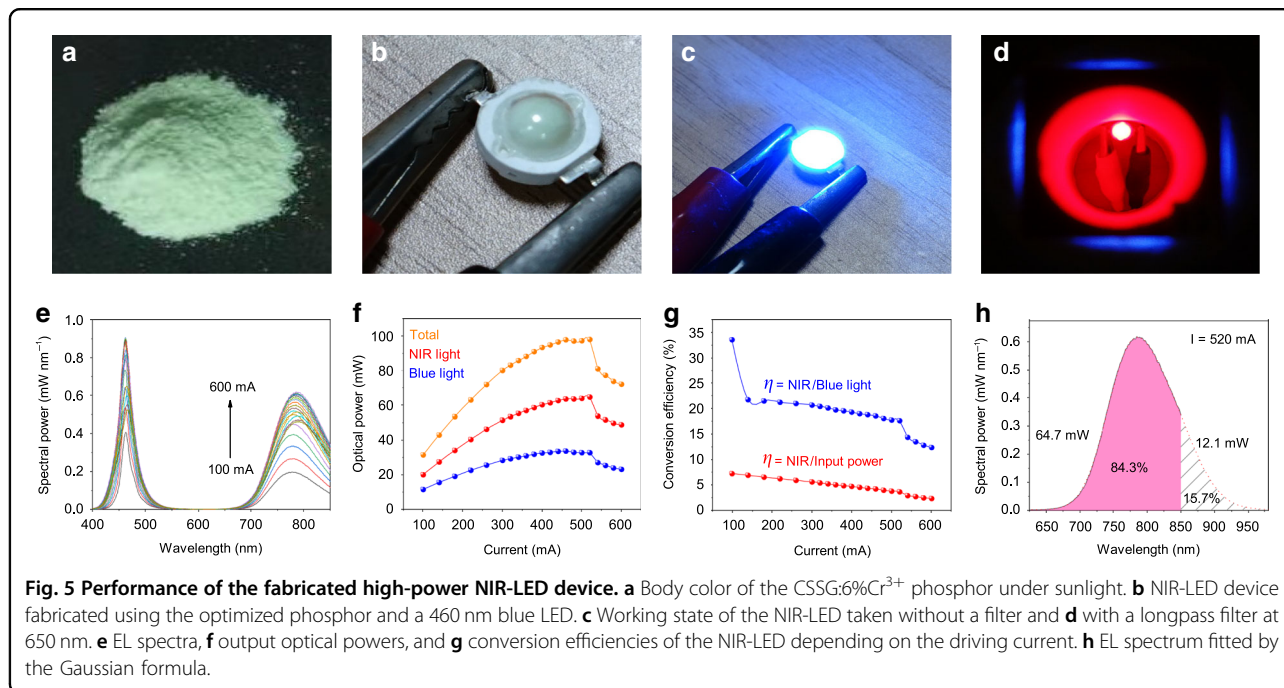 a
b
c
d
e
1.0
0.8
0.6
0.4
0.2
0.0
Spectral power (mW nm⁻¹)
600 mA
100 mA
400 500 600 700 800
Wavelength (nm)
f
100
80
60
40
20
0
Optical power (mW)
Total
NIR light
Blue light
100 200 300 400 500 600
Current (mA)
g
35
30
25
20
15
10
5
0
Conversion efficiency (%)
η = NIR/Blue light
η = NIR/Input power
100 200 300 400 500 600
Current (mA)
h
0.6
0.5
0.4
0.3
0.2
0.1
0.0
Spectral power (mW nm⁻¹)
I = 520 mA
64.7 mW
84.3%
12.1 mW
15.7%
650 700 750 800 850 900 950
Wavelength (nm)
Fig. 5 Performance of the fabricated high-power NIR-LED device. a Body color of the CSSG:6%Cr³⁺ phosphor under sunlight. b NIR-LED device
fabricated using the optimized phosphor and a 460 nm blue LED. c Working state of the NIR-LED taken without a filter and d with a longpass filter at
650 nm. e EL spectra, f output optical powers, and g conversion efficiencies of the NIR-LED depending on the driving current. h EL spectrum fitted by
the Gaussian formula.